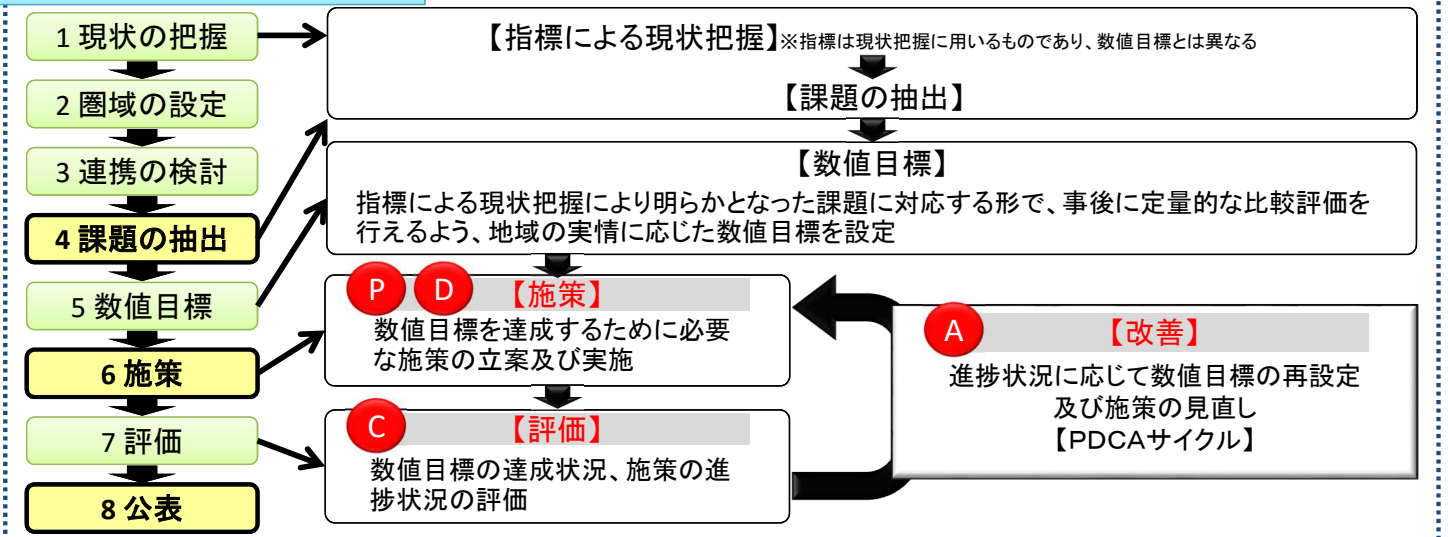 1 現状の把握
2 圏域の設定
3 連携の検討
4 課題の抽出
5 数値目標
6 施策
7 評価
8 公表
【指標による現状把握】※指標は現状把握に用いるものであり、数値目標とは異なる
【課題の抽出】
【数値目標】
指標による現状把握により明らかとなった課題に対応する形で、事後に定量的な比較評価を
行えるよう、地域の実情に応じた数値目標を設定
P D 【施策】
数値目標を達成するために必要
な施策の立案及び実施
C 【評価】
数値目標の達成状況、施策の進
捗状況の評価
A 【改善】
進捗状況に応じて数値目標の再設定
及び施策の見直し
【PDCAサイクル】